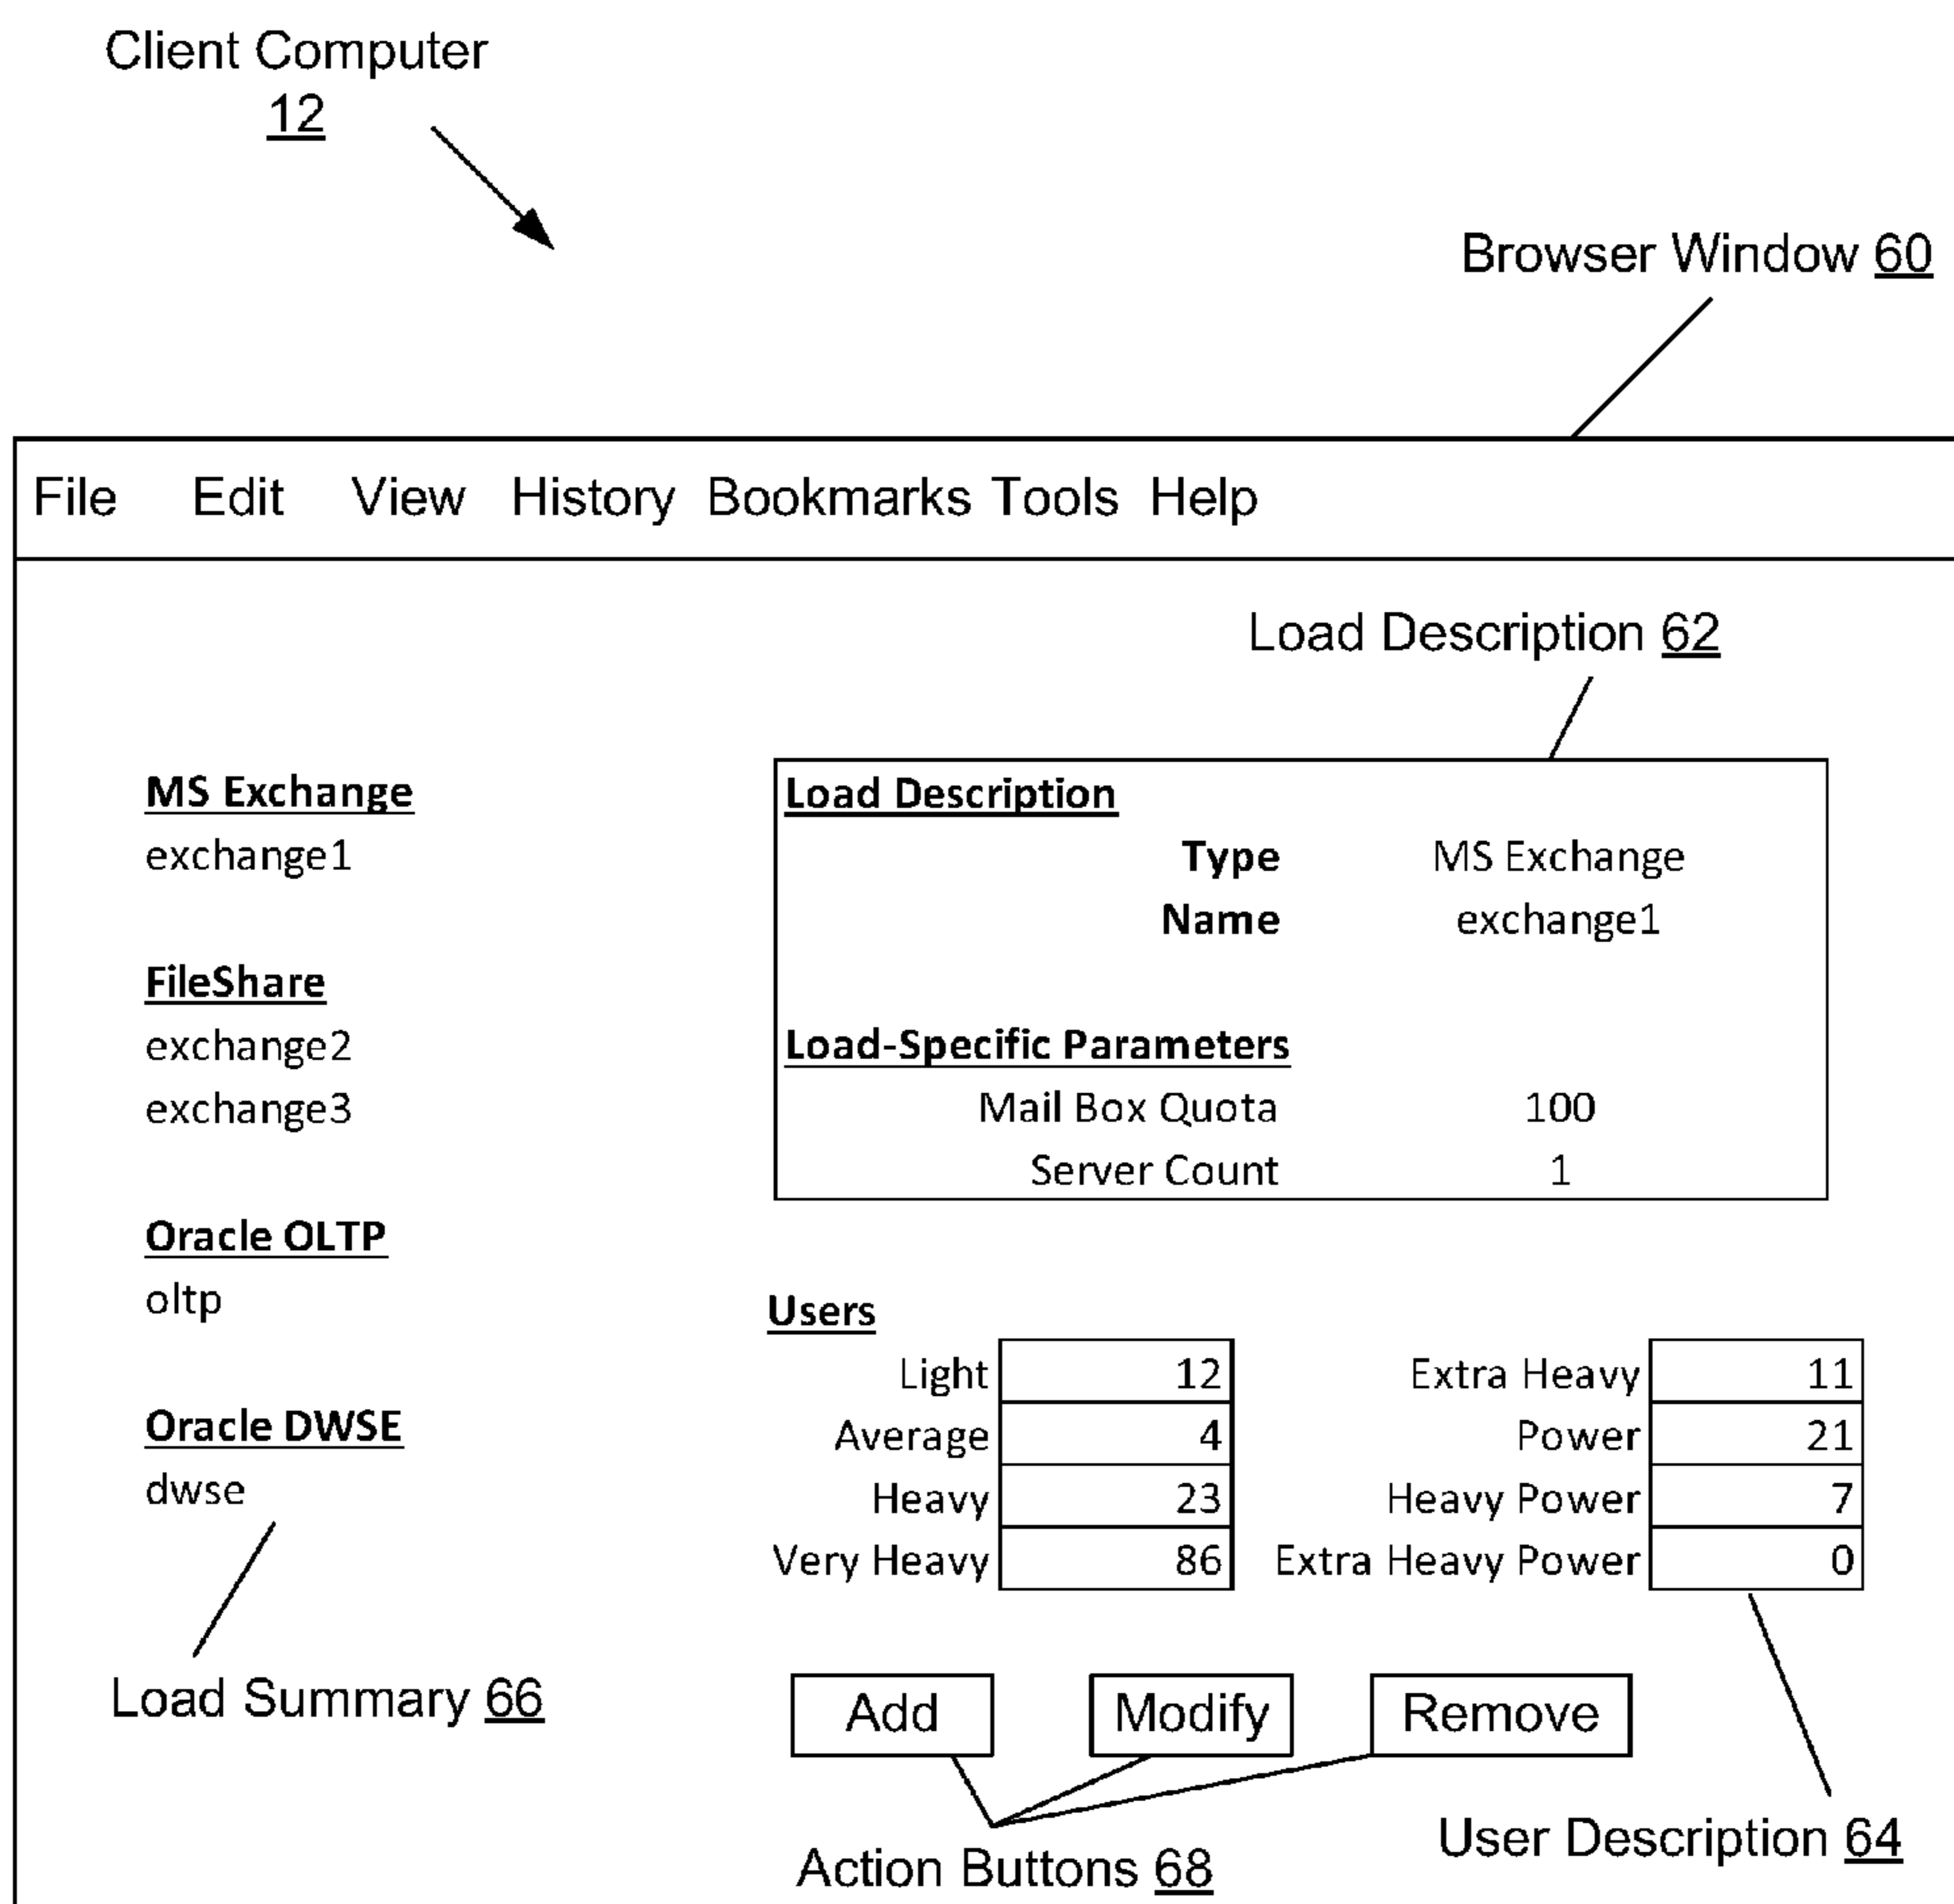 Client Computer
12
Browser Window 60
File Edit View History Bookmarks Tools Help
Load Description 62
MS Exchange
exchange1
FileShare
exchange2
exchange3
Oracle OLTP
oltp
Oracle DWSE
dwse
Load Summary 66
Load Description
Type MS Exchange
Name exchange1
Load-Specific Parameters
Mail Box Quota 100
Server Count 1
Users
Light 12 Extra Heavy 11
Average 4 Power 21
Heavy 23 Heavy Power 7
Very Heavy 86 Extra Heavy Power 0
Add Modify Remove
Action Buttons 68
User Description 64